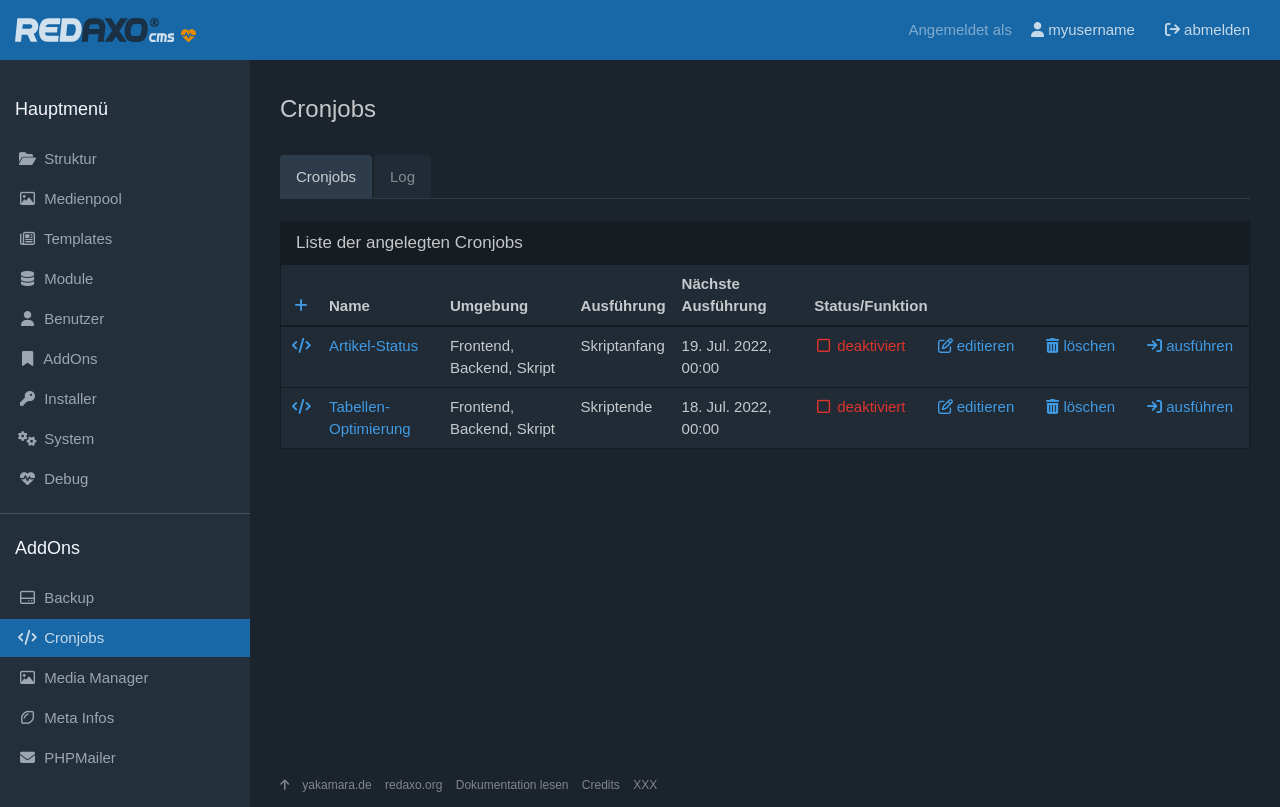 REDAXO® cms
Angemeldet als myusername abmelden
Hauptmenü
Struktur
Medienpool
Templates
Module
Benutzer
AddOns
Installer
System
Debug
AddOns
Backup
Cronjobs
Media Manager
Meta Infos
PHPMailer
Cronjobs
Cronjobs Log
Liste der angelegten Cronjobs
Name Umgebung Ausführung Nächste Ausführung Status/Funktion
Artikel-Status Frontend, Skriptanfang 19. Jul. 2022, deaktiviert editieren löschen ausführen
Backend, Skript 00:00
Tabellen- Frontend, Skriptende 18. Jul. 2022, deaktiviert editieren löschen ausführen
Optimierung Backend, Skript 00:00
yakamara.de redaxo.org Dokumentation lesen Credits XXX